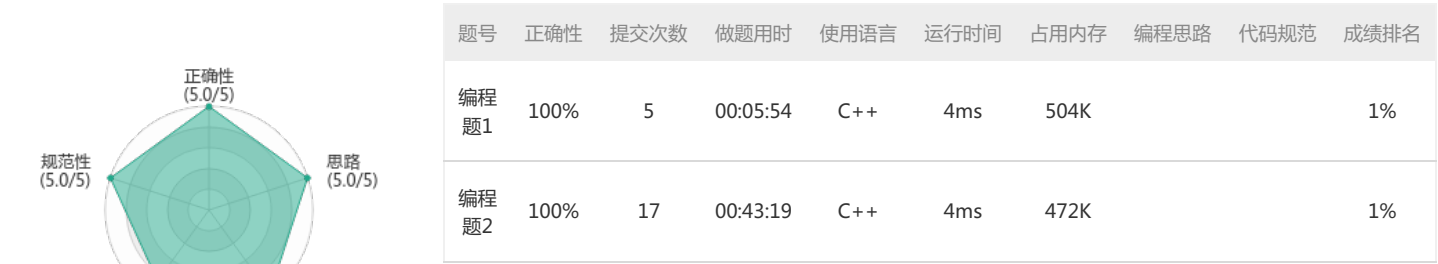 题号 正确性 提交次数 做题用时 使用语言 运行时间 占用内存 编程思路 代码规范 成绩排名
正确性
(5.0/5)
编程
题1 100% 5 00:05:54 C++ 4ms 504K 1%
规范性
(5.0/5)
思路
(5.0/5)
编程
题2 100% 17 00:43:19 C++ 4ms 472K 1%